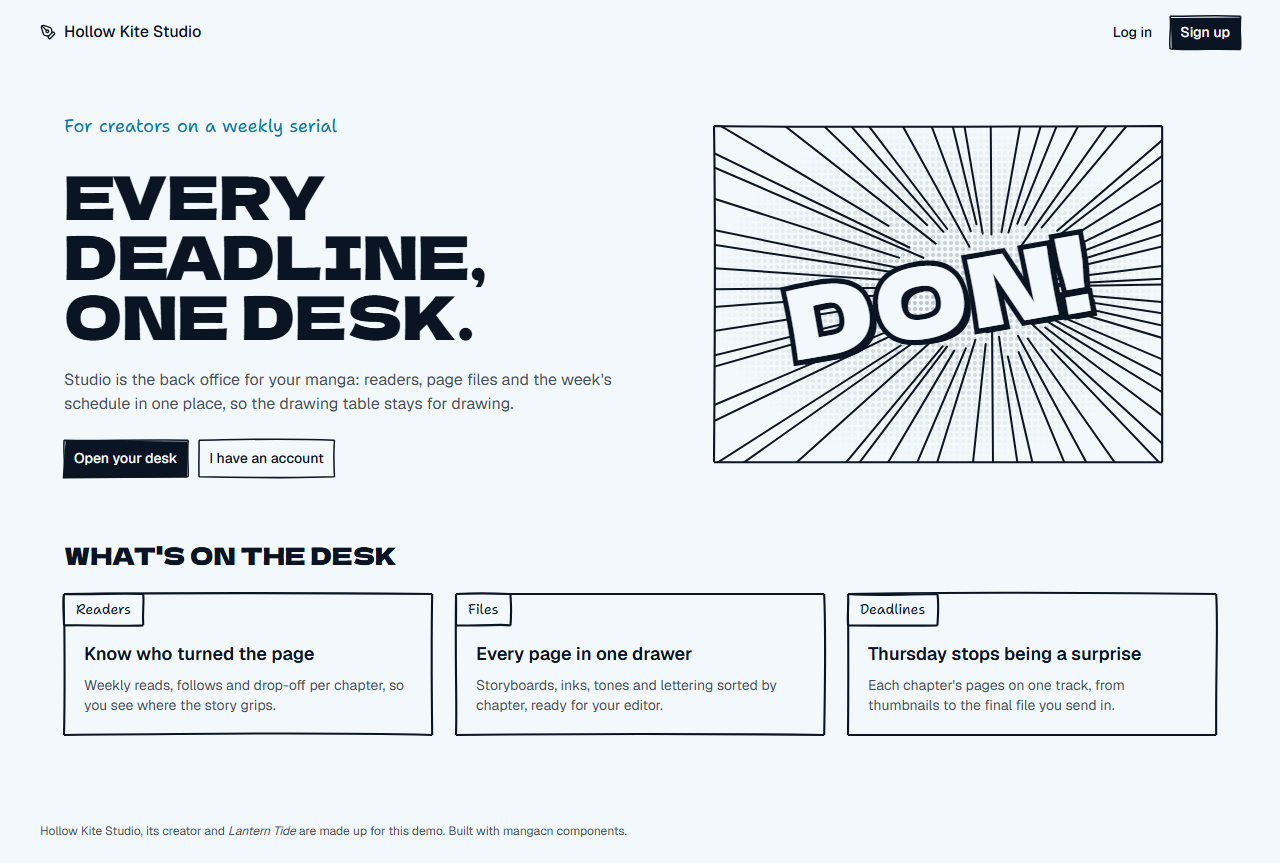 Hollow Kite Studio
Log in
Sign up
For creators on a weekly serial
EVERY
DEADLINE,
ONE DESK.
Studio is the back office for your manga: readers, page files and the week's
schedule in one place, so the drawing table stays for drawing.
Open your desk
I have an account
DON!
WHAT'S ON THE DESK
Readers
Know who turned the page
Weekly reads, follows and drop-off per chapter, so
you see where the story grips.
Files
Every page in one drawer
Storyboards, inks, tones and lettering sorted by
chapter, ready for your editor.
Deadlines
Thursday stops being a surprise
Each chapter's pages on one track, from
thumbnails to the final file you send in.
Hollow Kite Studio, its creator and Lantern Tide are made up for this demo. Built with mangacn components.